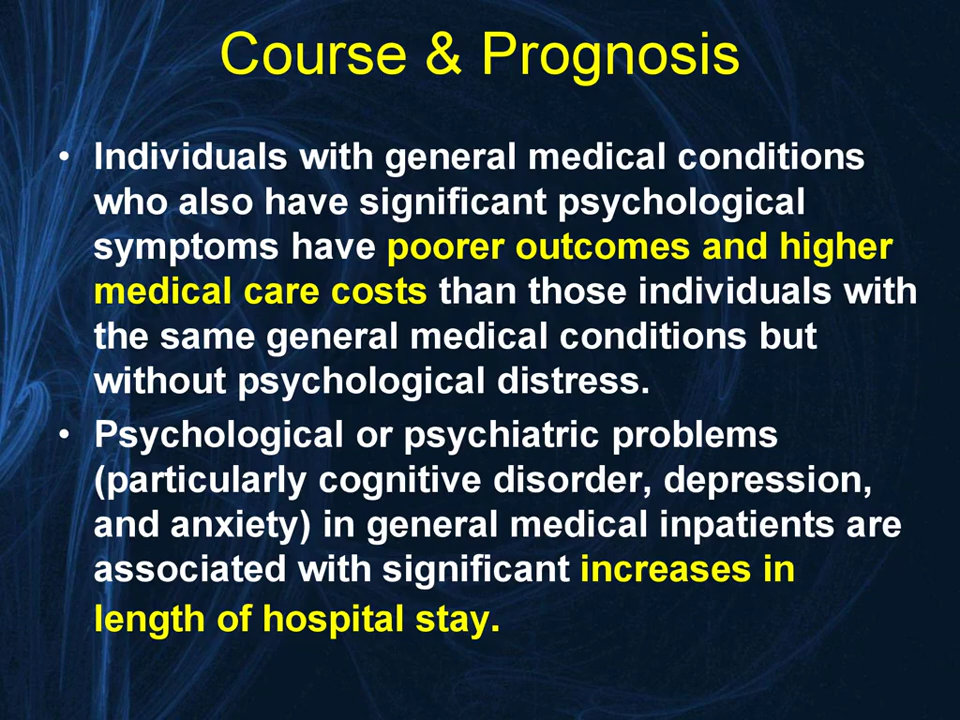 Course & Prognosis
• Individuals with general medical conditions
who also have significant psychological
symptoms have poorer outcomes and higher
medical care costs than those individuals with
the same general medical conditions but
without psychological distress.
• Psychological or psychiatric problems
(particularly cognitive disorder, depression,
and anxiety) in general medical inpatients are
associated with significant increases in
length of hospital stay.